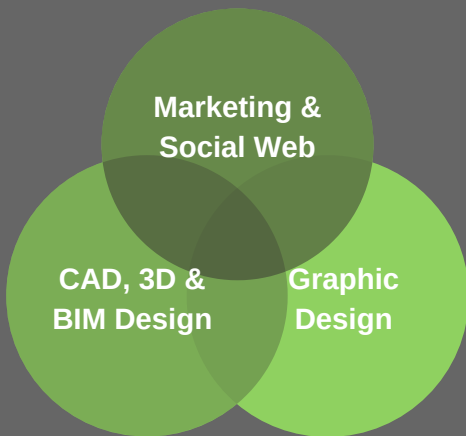 Marketing &
Social Web
CAD, 3D &
BIM Design
Graphic
Design